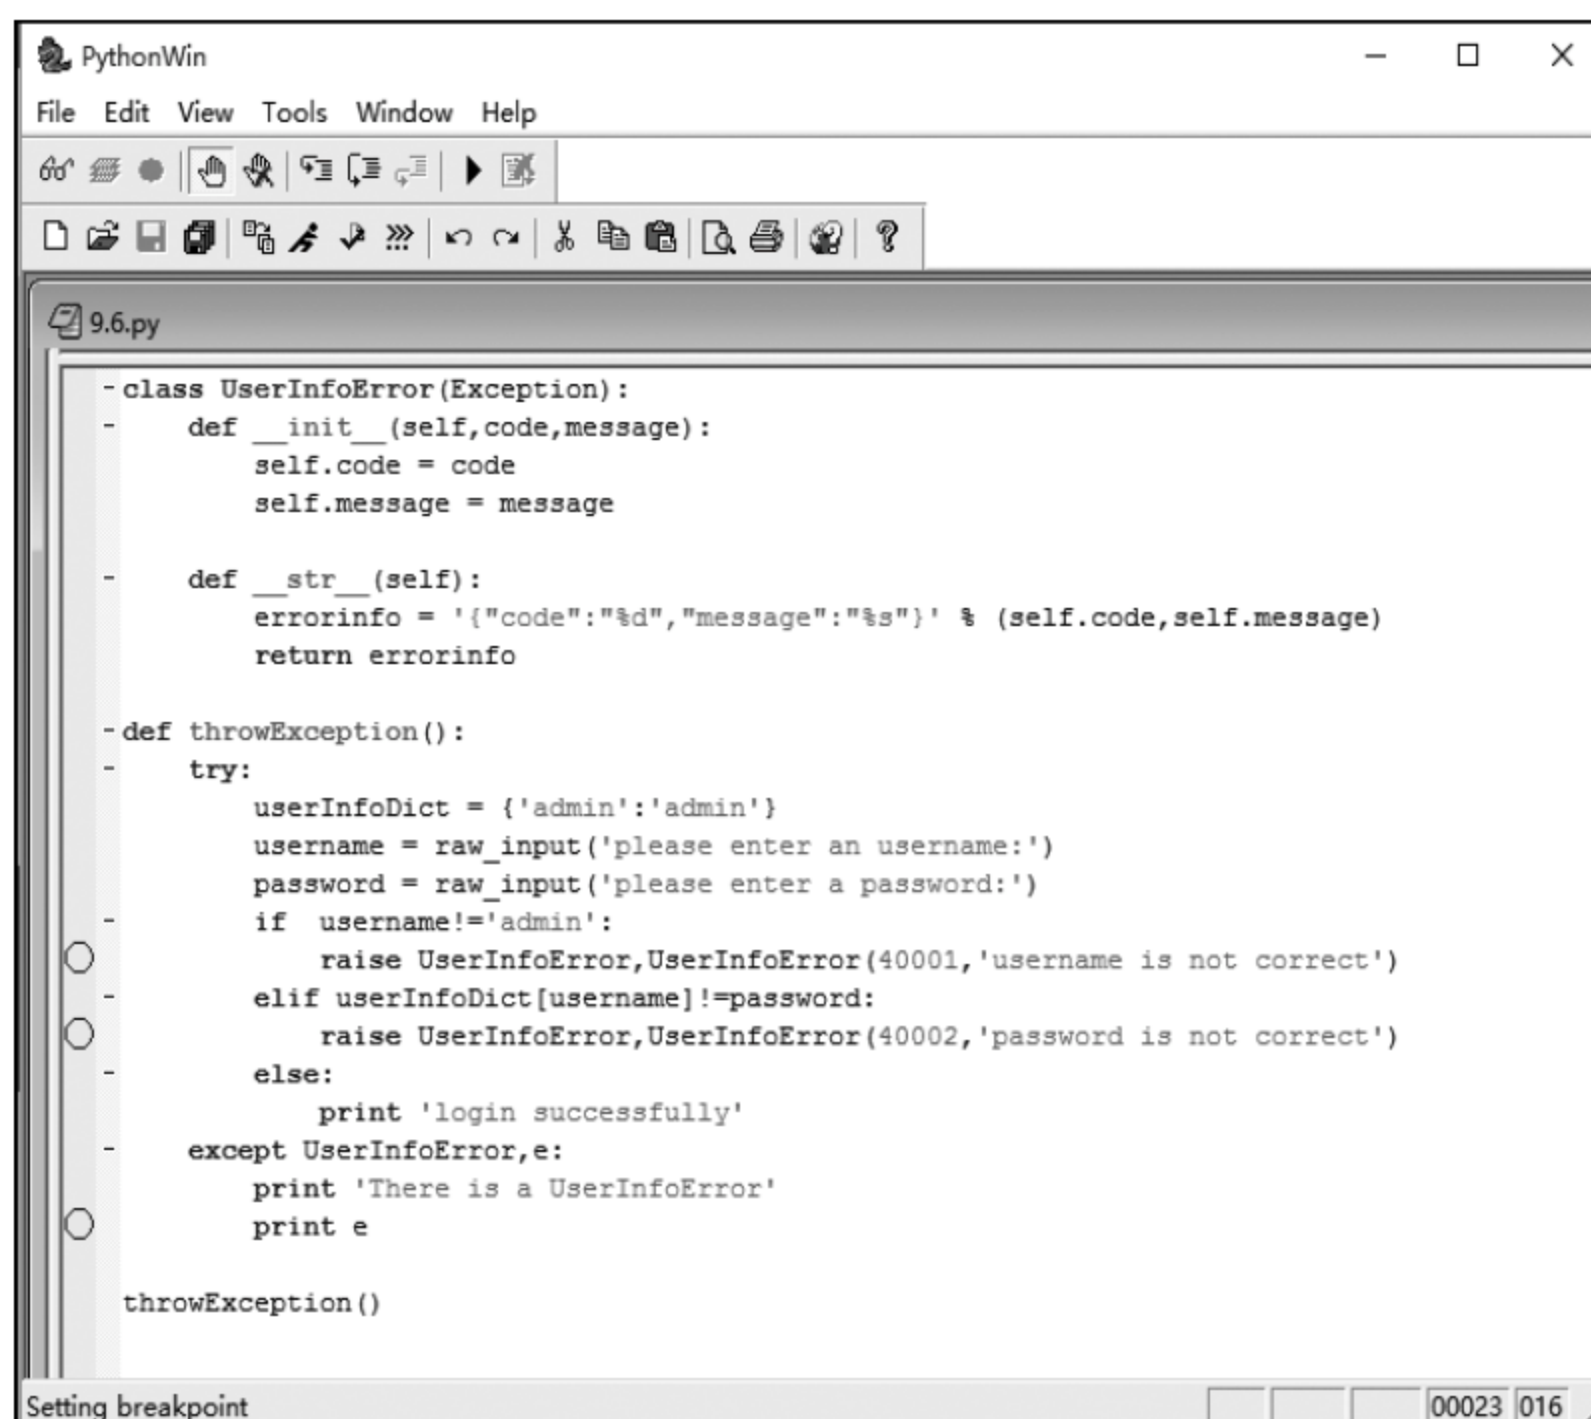 PythonWin
File Edit View Tools Window Help
9.6.py
class UserInfoError(Exception):
    def __init__(self,code,message):
        self.code = code
        self.message = message

    def __str__(self):
        errorinfo = '{"code":"%d","message":"%s"}' % (self.code,self.message)
        return errorinfo

def throwException():
    try:
        userInfoDict = {'admin':'admin'}
        username = raw_input('please enter an username:')
        password = raw_input('please enter a password:')
        if  username!='admin':
            raise UserInfoError,UserInfoError(40001,'username is not correct')
        elif userInfoDict[username]!=password:
            raise UserInfoError,UserInfoError(40002,'password is not correct')
        else:
            print 'login successfully'
    except UserInfoError,e:
        print 'There is a UserInfoError'
        print e

throwException()
Setting breakpoint 00023 016